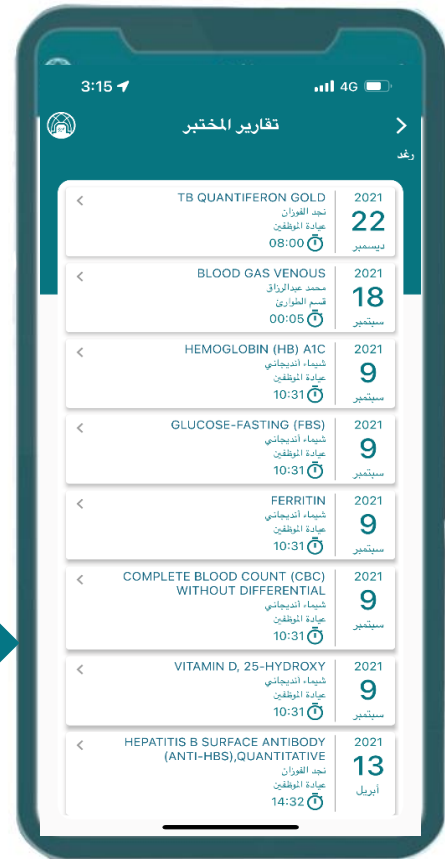 3:15
4G
تقارير المختبر
رغد
2021
22
ديسمبر
TB QUANTIFERON GOLD
نجد الفوزان
عيادة الموظفين
08:00
2021
18
سبتمبر
BLOOD GAS VENOUS
محمد عبدالرزاق
قسم الطوارئ
00:05
2021
9
سبتمبر
HEMOGLOBIN (HB) A1C
شيماء أنديجاني
عيادة الموظفين
10:31
2021
9
سبتمبر
GLUCOSE-FASTING (FBS)
شيماء أنديجاني
عيادة الموظفين
10:31
2021
9
سبتمبر
FERRITIN
شيماء أنديجاني
عيادة الموظفين
10:31
2021
9
سبتمبر
COMPLETE BLOOD COUNT (CBC)
WITHOUT DIFFERENTIAL
شيماء أنديجاني
عيادة الموظفين
10:31
2021
9
سبتمبر
VITAMIN D, 25-HYDROXY
شيماء أنديجاني
عيادة الموظفين
10:31
2021
13
أبريل
HEPATITIS B SURFACE ANTIBODY
(ANTI-HBS),QUANTITATIVE
نجد الفوزان
عيادة الموظفين
14:32